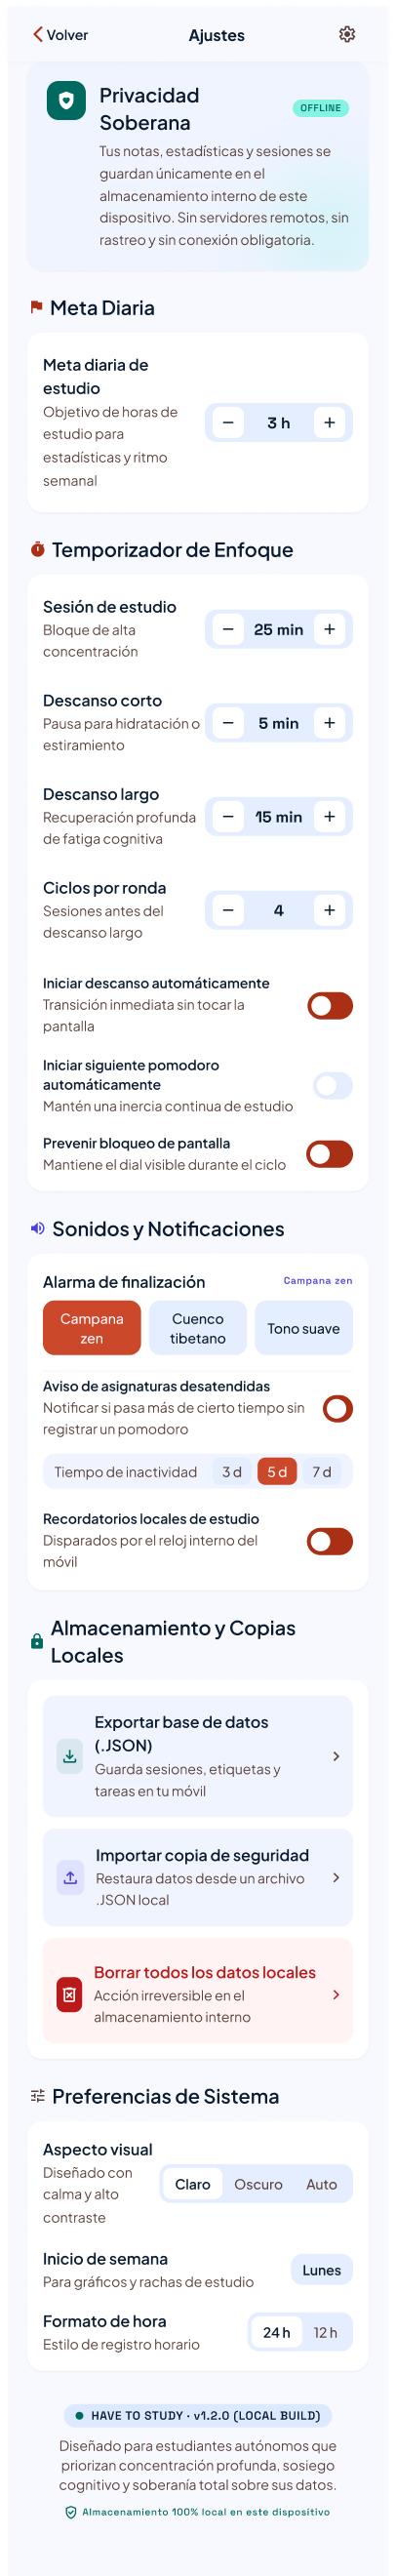 Volver
Ajustes
Privacidad
Soberana
OFFLINE
Tus notas, estadísticas y sesiones se
guardan únicamente en el
almacenamiento interno de este
dispositivo. Sin servidores remotos, sin
rastreo y sin conexión obligatoria.
Meta Diaria
Meta diaria de
estudio
Objetivo de horas de
estudio para
estadísticas y ritmo
semanal
− 3 h +
Temporizador de Enfoque
Sesión de estudio
Bloque de alta
concentración
− 25 min +
Descanso corto
Pausa para hidratación o
estiramiento
− 5 min +
Descanso largo
Recuperación profunda
de fatiga cognitiva
− 15 min +
Ciclos por ronda
Sesiones antes del
descanso largo
− 4 +
Iniciar descanso automáticamente
Transición inmediata sin tocar la
pantalla
Iniciar siguiente pomodoro
automáticamente
Mantén una inercia continua de estudio
Prevenir bloqueo de pantalla
Mantiene el dial visible durante el ciclo
Sonidos y Notificaciones
Alarma de finalización
Campana zen
Campana
zen
Cuenco
tibetano
Tono suave
Aviso de asignaturas desatendidas
Notificar si pasa más de cierto tiempo sin
registrar un pomodoro
Tiempo de inactividad 3 d 5 d 7 d
Recordatorios locales de estudio
Disparados por el reloj interno del
móvil
Almacenamiento y Copias
Locales
Exportar base de datos
(.JSON)
Guarda sesiones, etiquetas y
tareas en tu móvil
Importar copia de seguridad
Restaura datos desde un archivo
.JSON local
Borrar todos los datos locales
Acción irreversible en el
almacenamiento interno
Preferencias de Sistema
Aspecto visual
Diseñado con
calma y alto
contraste
Claro Oscuro Auto
Inicio de semana
Para gráficos y rachas de estudio
Lunes
Formato de hora
Estilo de registro horario
24 h 12 h
HAVE TO STUDY · v1.2.0 (LOCAL BUILD)
Diseñado para estudiantes autónomos que
priorizan concentración profunda, sosiego
cognitivo y soberanía total sobre sus datos.
Almacenamiento 100% local en este dispositivo